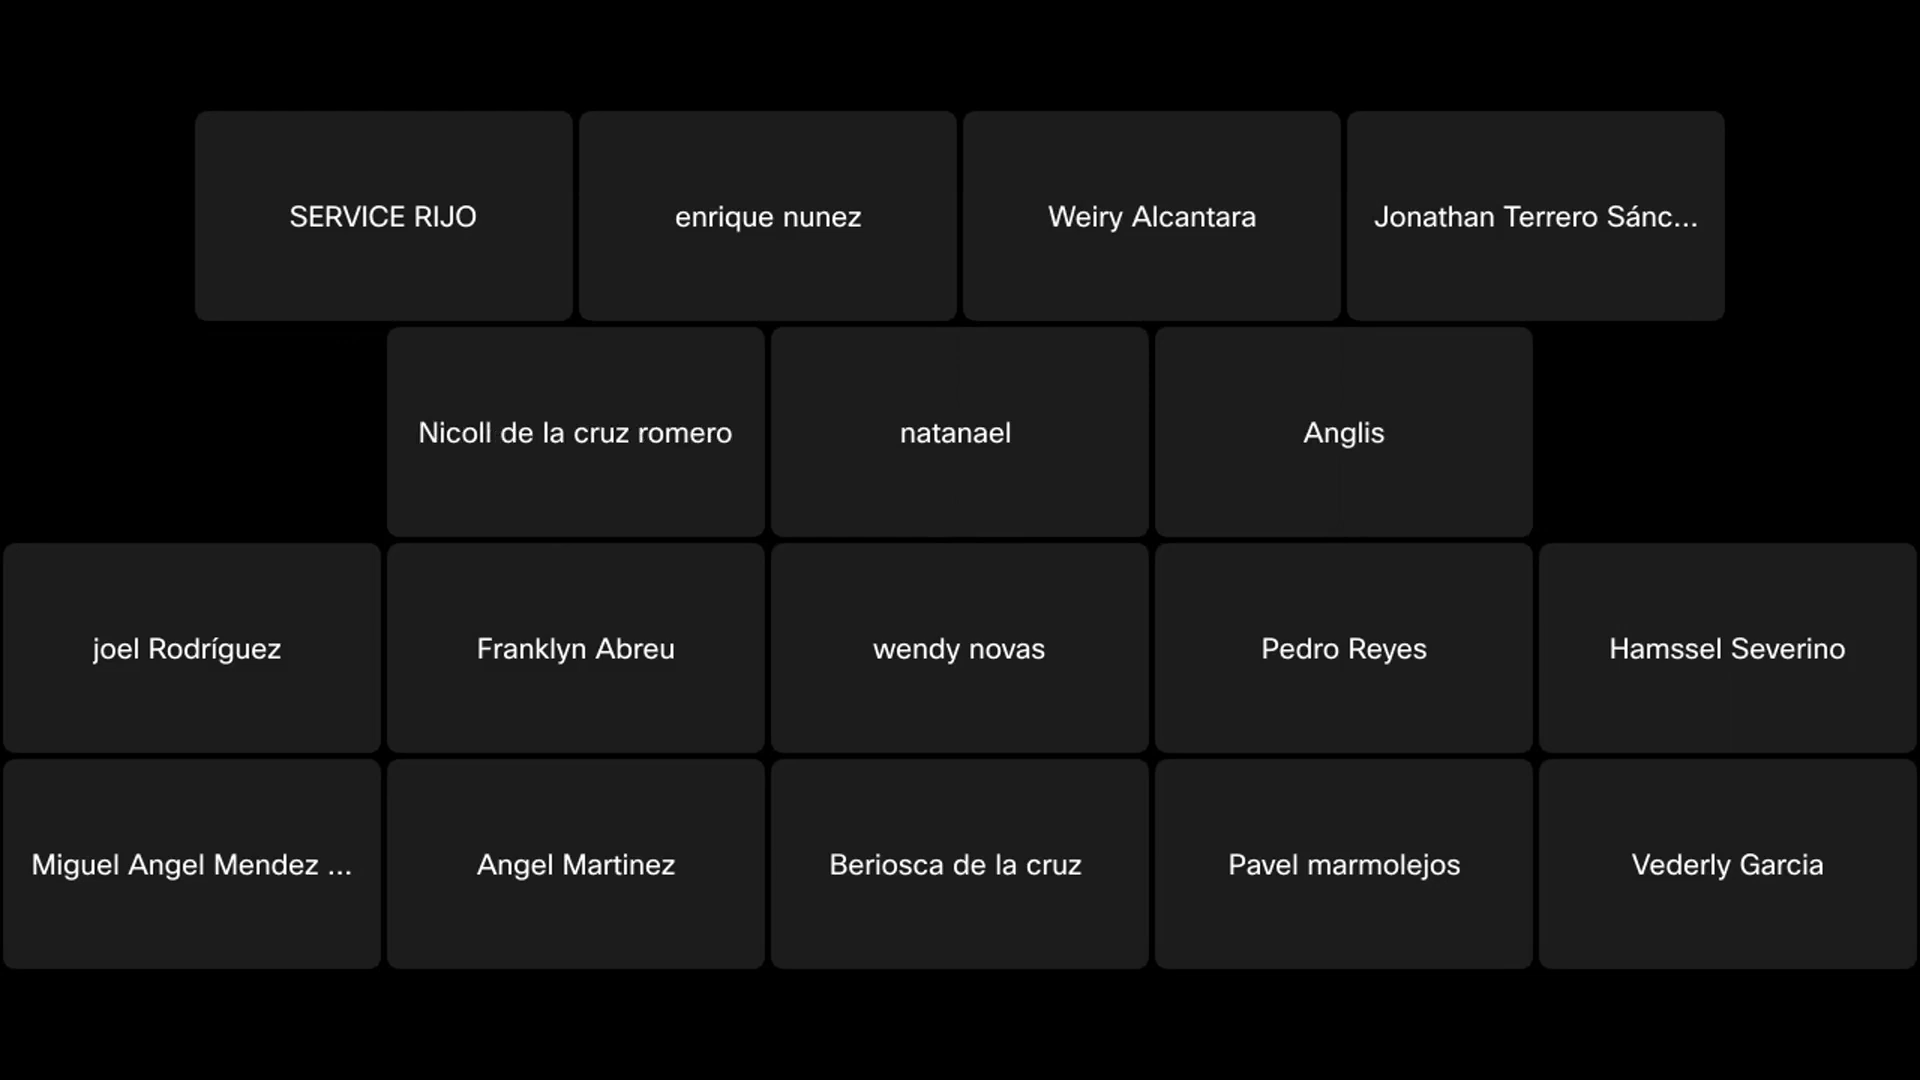 SERVICE RIJO
enrique nunez
Weiry Alcantara
Jonathan Terrero Sánc...
Nicoll de la cruz romero
natanael
Anglis
joel Rodríguez
Franklyn Abreu
wendy novas
Pedro Reyes
Hamssel Severino
Miguel Angel Mendez ...
Angel Martinez
Beriosca de la cruz
Pavel marmolejos
Vederly Garcia